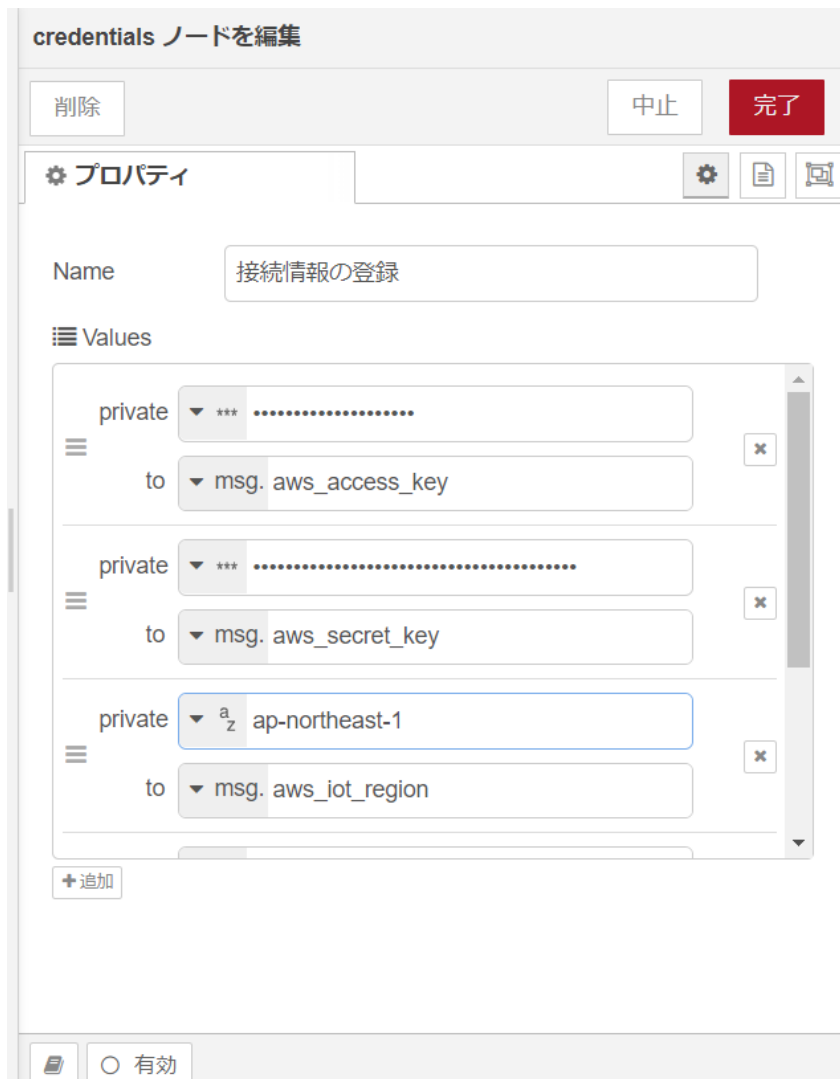 credentials ノードを編集
削除 中止 完了
プロパティ
Name 接続情報の登録
Values
private *** ••••••••••••••••••••
to msg. aws_access_key
private *** ••••••••••••••••••••••••••••••••••••••••
to msg. aws_secret_key
private az ap-northeast-1
to msg. aws_iot_region
+追加
有効